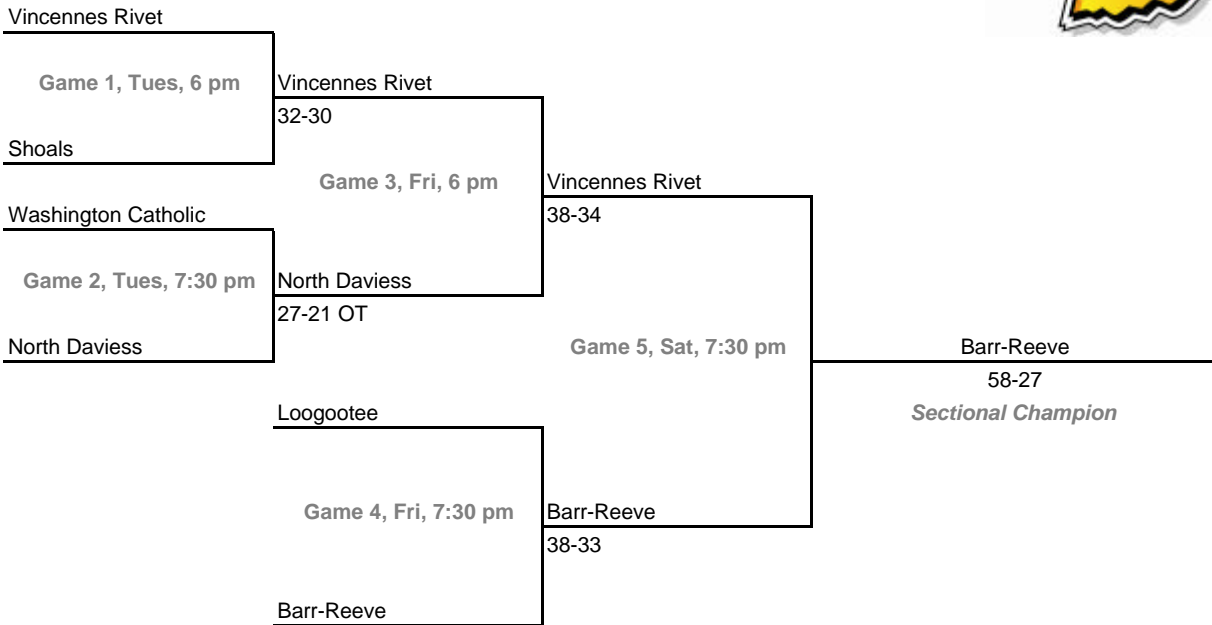 Vincennes Rivet
Game 1, Tues, 6 pm
Vincennes Rivet
32-30
Shoals
Game 3, Fri, 6 pm
Vincennes Rivet
38-34
Washington Catholic
Game 2, Tues, 7:30 pm
North Daviess
27-21 OT
North Daviess
Game 5, Sat, 7:30 pm
Barr-Reeve
58-27
Sectional Champion
Loogootee
Game 4, Fri, 7:30 pm
Barr-Reeve
38-33
Barr-Reeve